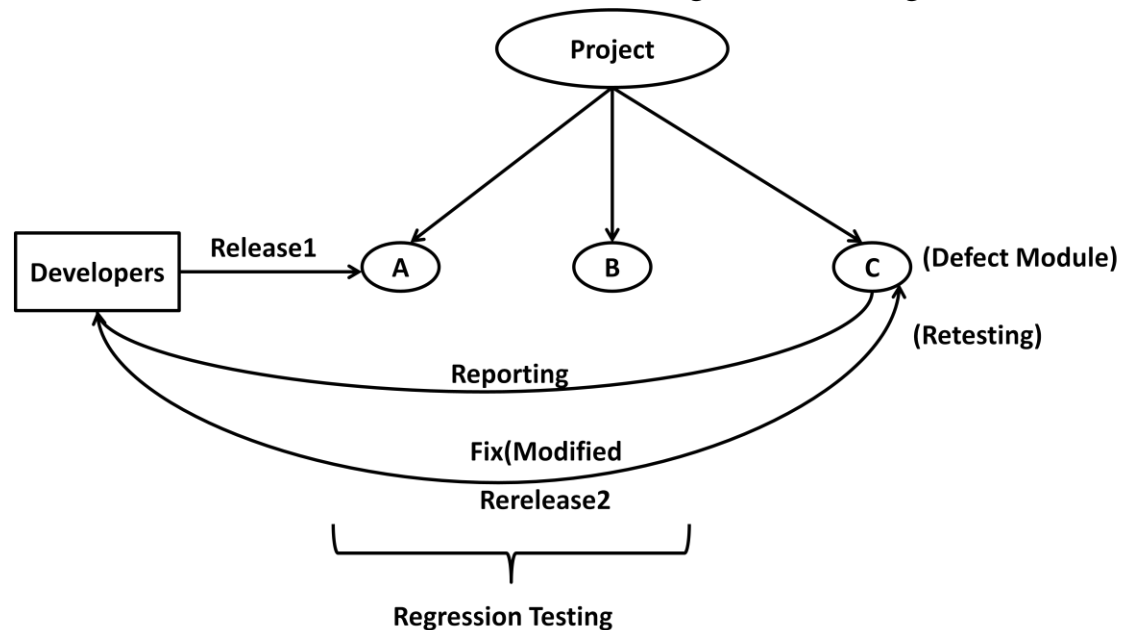 Project
Release1
Developers
A
B
C
(Defect Module)
(Retesting)
Reporting
Fix(Modified
Rerelease2
Regression Testing